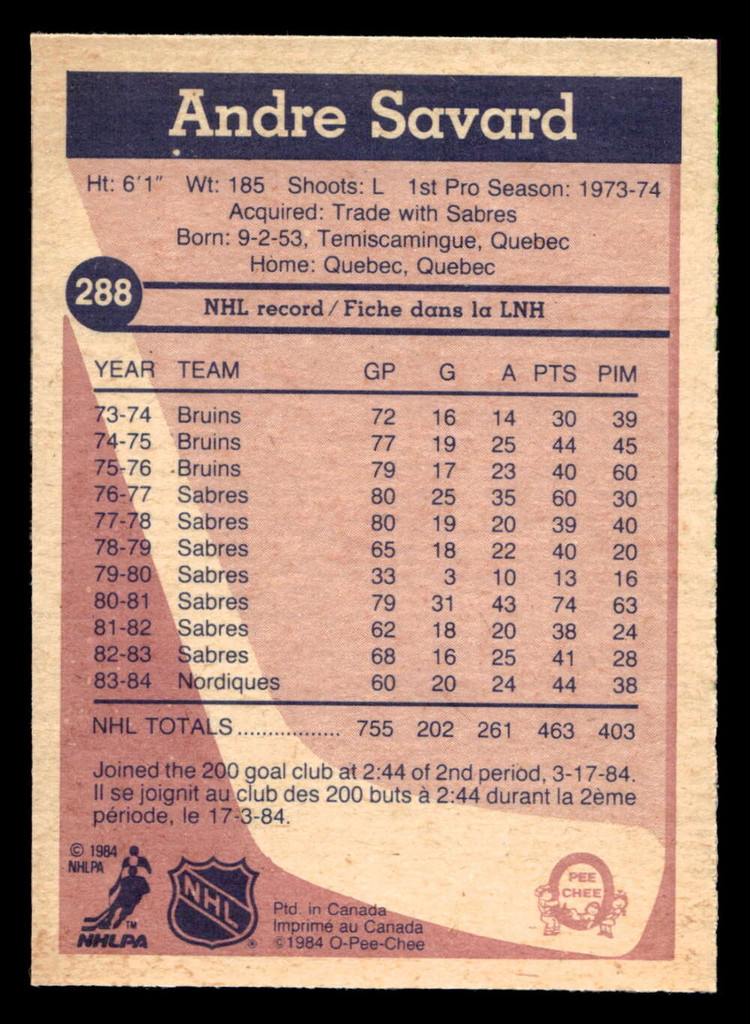 Andre Savard
Ht: 6'1" Wt: 185 Shoots: L 1st Pro Season: 1973-74
Acquired: Trade with Sabres
Born: 9-2-53, Temiscamingue, Quebec
Home: Quebec, Quebec
288
NHL record / Fiche dans la LNH
YEAR TEAM GP G A PTS PIM
73-74 Bruins 72 16 14 30 39
74-75 Bruins 77 19 25 44 45
75-76 Bruins 79 17 23 40 60
76-77 Sabres 80 25 35 60 30
77-78 Sabres 80 19 20 39 40
78-79 Sabres 65 18 22 40 20
79-80 Sabres 33 3 10 13 16
80-81 Sabres 79 31 43 74 63
81-82 Sabres 62 18 20 38 24
82-83 Sabres 68 16 25 41 28
83-84 Nordiques 60 20 24 44 38
NHL TOTALS ................. 755 202 261 463 403
Joined the 200 goal club at 2:44 of 2nd period, 3-17-84.
Il se joignit au club des 200 buts à 2:44 durant la 2ème
période, le 17-3-84.
© 1984
NHLPA
TM
NHLPA
NHL
®
Ptd. in Canada
Imprimé au Canada
©1984 O-Pee-Chee
PEE
CHEE